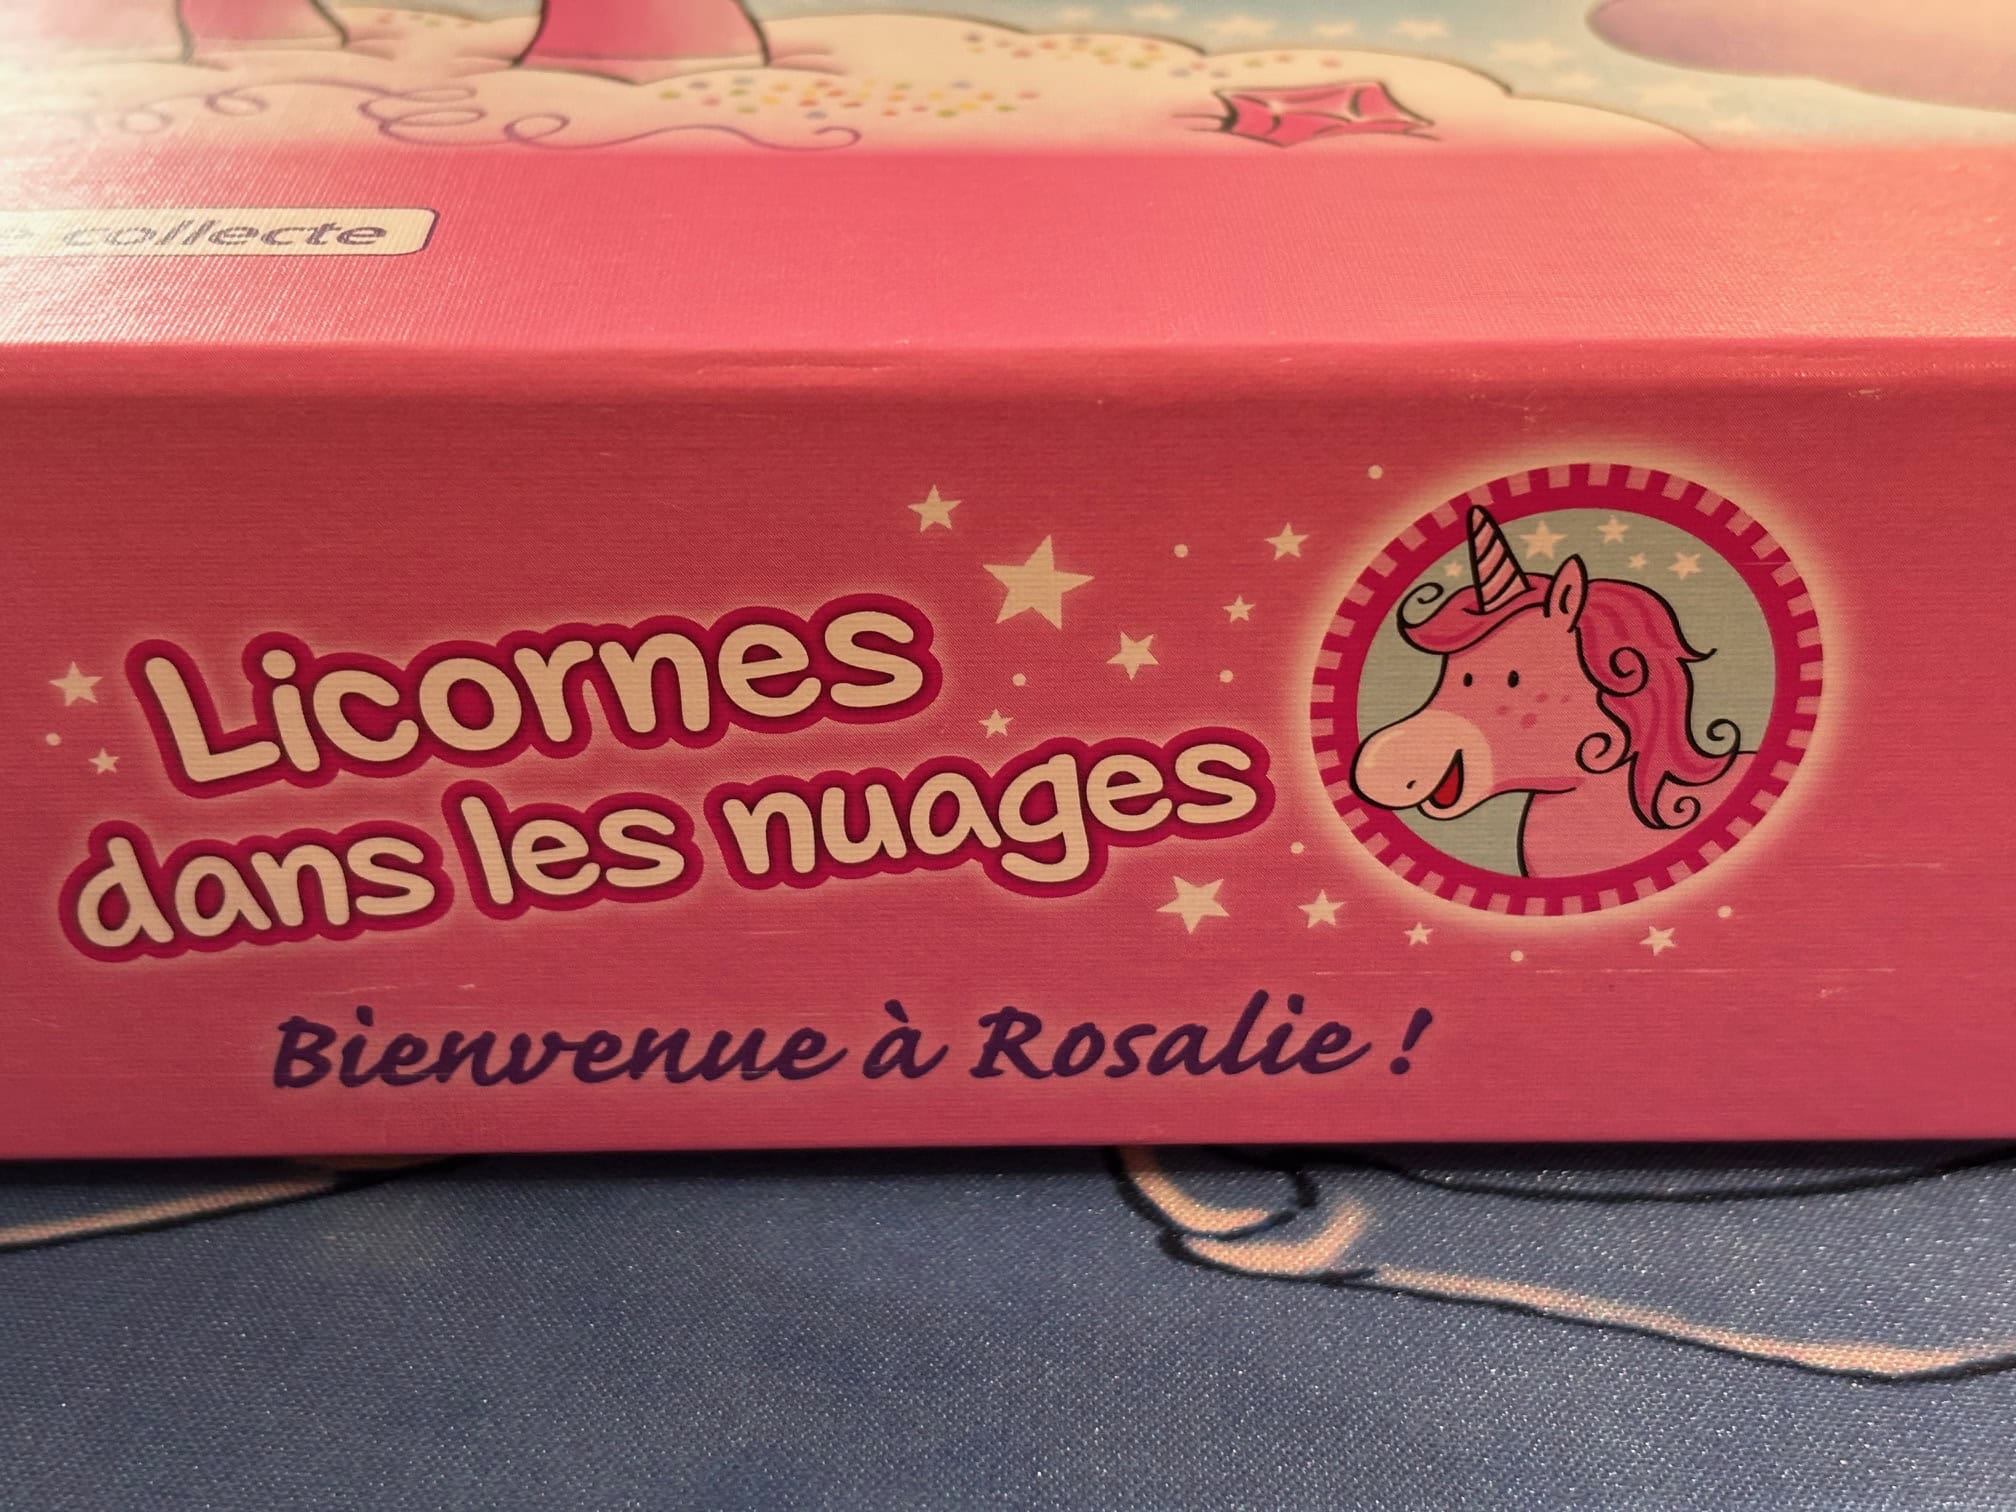 collecte
Licornes
dans les nuages
Bienvenue à Rosalie !